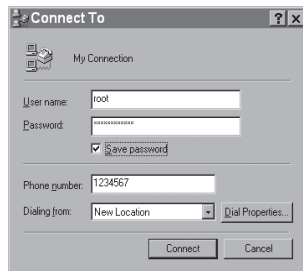 Connect To
My Connection
User name: root
Password: xxxxxxxxxxxx
Save password
Phone number: 1234567
Dialing from: New Location Dial Properties...
Connect Cancel